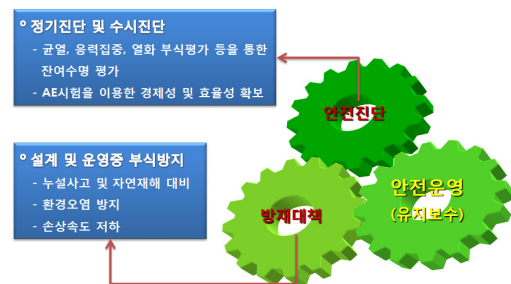 º 정기진단 및 수시진단
- 균열, 응력집중, 열화 부식평가 등을 통한
잔여수명 평가
- AE시험을 이용한 경제성 및 효율성 확보
안전진단
º 설계 및 운영중 부식방지
- 누설사고 및 자연재해 대비
- 환경오염 방지
- 손상속도 저하
방재대책
안전운영
(유지보수)